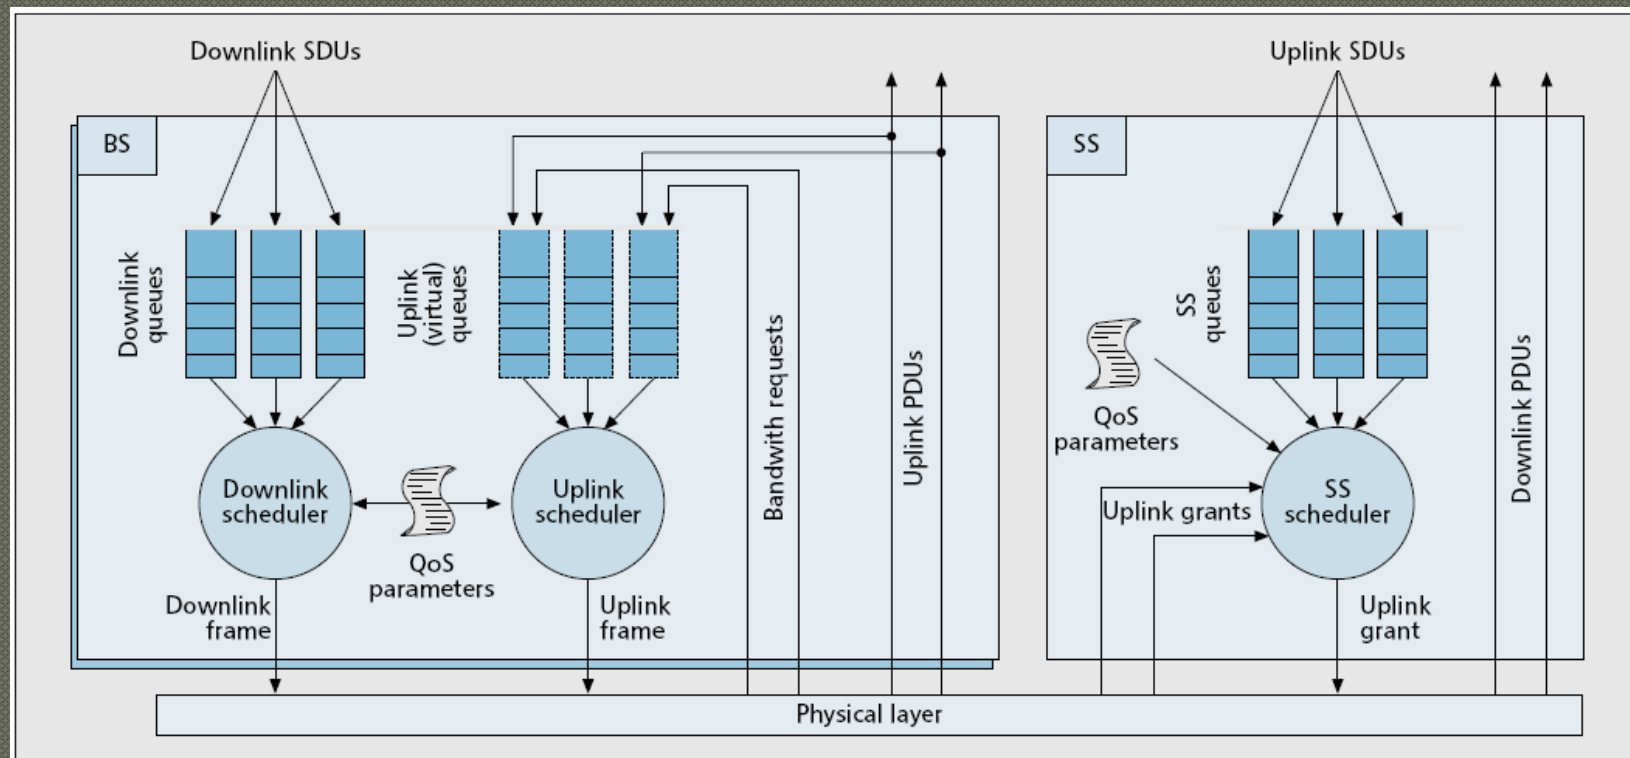 Downlink SDUs
Uplink SDUs
BS
SS
Downlink
queues
Uplink
(virtual)
queues
Bandwith requests
Uplink PDUs
SS
queues
Downlink PDUs
QoS
parameters
Downlink
scheduler
Uplink
scheduler
QoS
parameters
Uplink grants
SS
scheduler
Downlink
frame
Uplink
frame
Uplink
grant
Physical layer